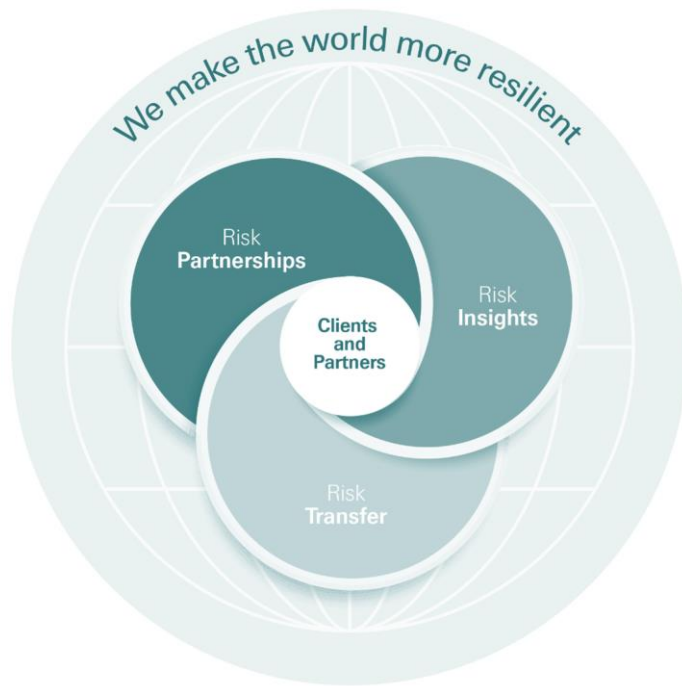 We make the world more resilient
Risk
Partnerships
Risk
Insights
Clients
and
Partners
Risk
Transfer